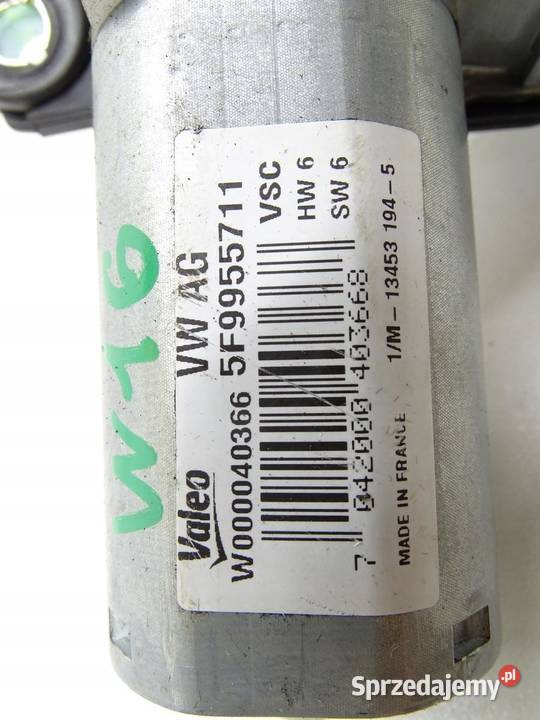 W16
Valeo VW AG
W000040366 5F9955711
VSC
HW 6
SW 6
7 042000 403668
MADE IN FRANCE 1/M - 13453 194-5
Sprzedajemy.pl